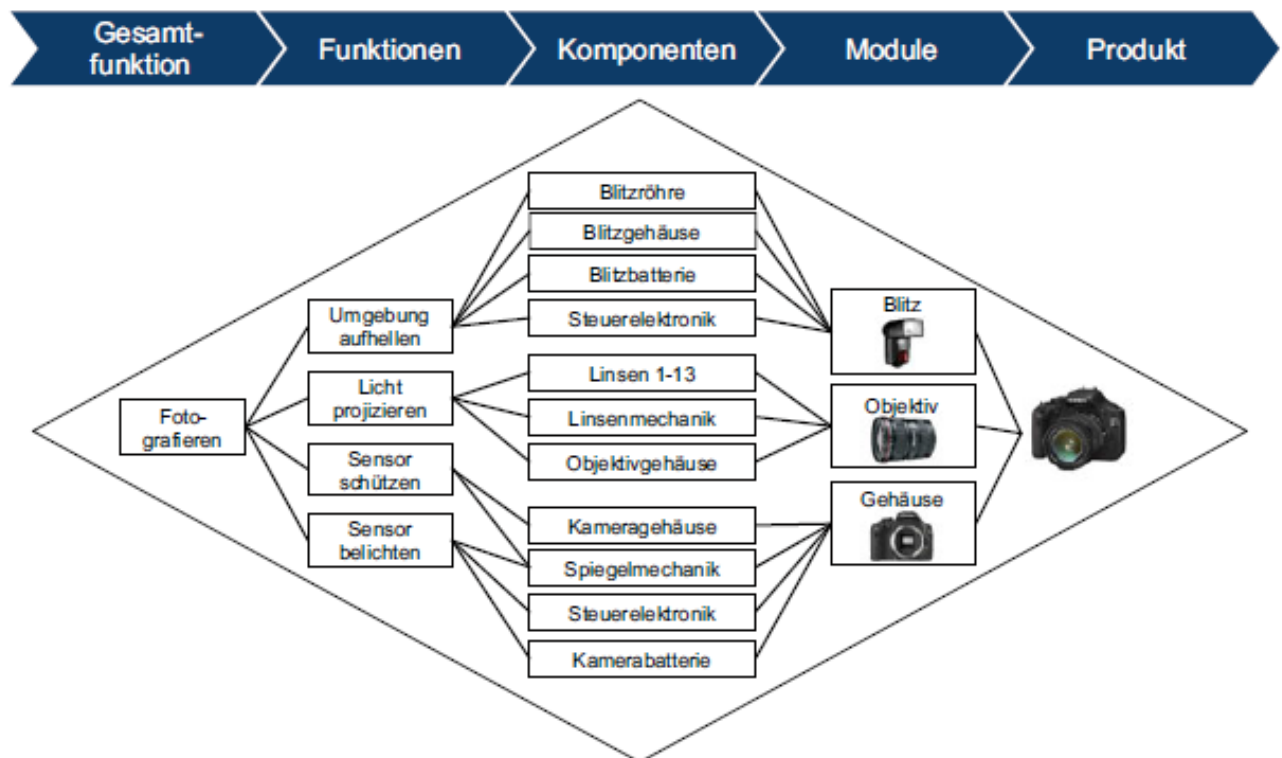 Gesamt-
funktion
Funktionen
Komponenten
Module
Produkt
Blitzröhre
Blitzgehäuse
Blitzbatterie
Steuerelektronik
Linsen 1-13
Linsenmechanik
Objektivgehäuse
Kameragehäuse
Spiegelmechanik
Steuerelektronik
Kamerabatterie
Umgebung
aufhellen
Licht
projizieren
Sensor
schützen
Sensor
belichten
Foto-
grafieren
Blitz
Objektiv
Gehäuse